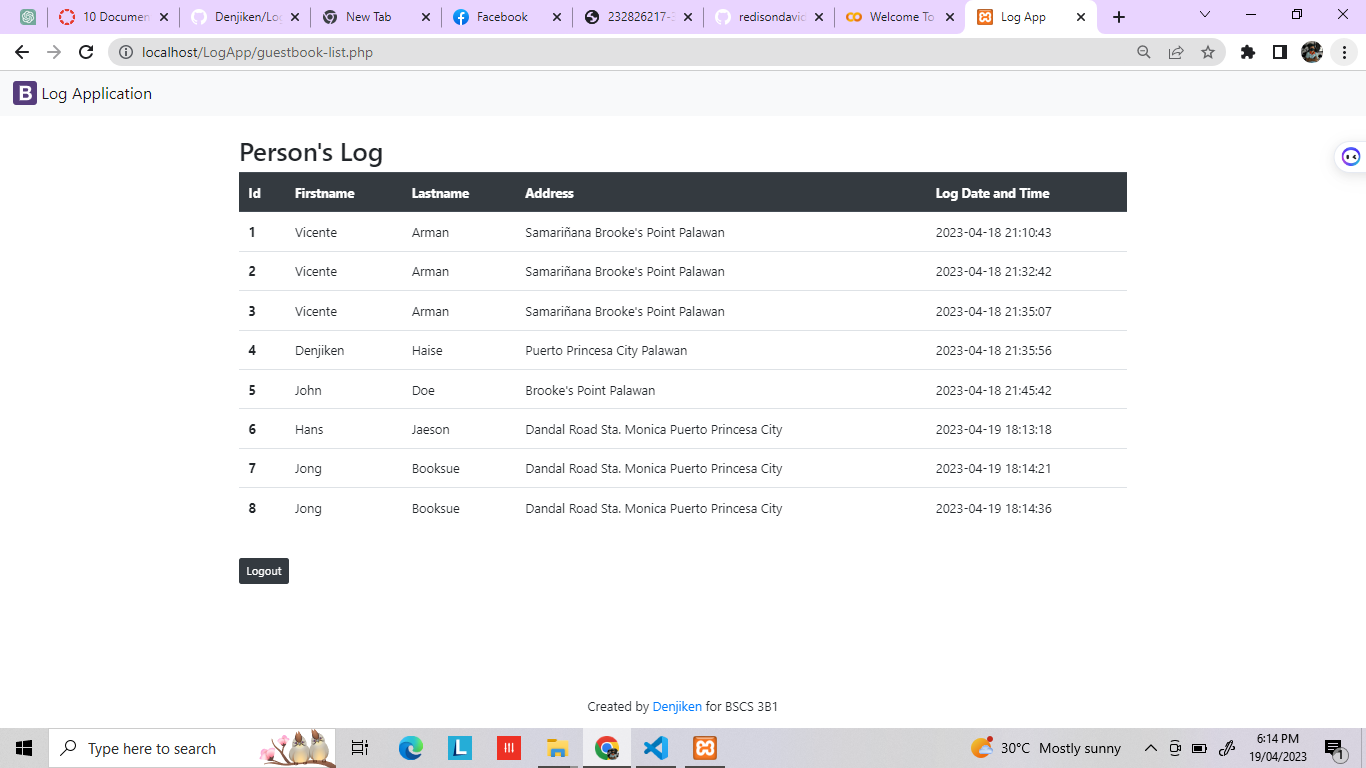 10 Documen
Denjiken/Log
New Tab
Facebook
232826217-3
redisondavid
Welcome To
Log App
localhost/LogApp/guestbook-list.php
B Log Application
Person's Log
Id Firstname Lastname Address Log Date and Time
1 Vicente Arman Samariñana Brooke's Point Palawan 2023-04-18 21:10:43
2 Vicente Arman Samariñana Brooke's Point Palawan 2023-04-18 21:32:42
3 Vicente Arman Samariñana Brooke's Point Palawan 2023-04-18 21:35:07
4 Denjiken Haise Puerto Princesa City Palawan 2023-04-18 21:35:56
5 John Doe Brooke's Point Palawan 2023-04-18 21:45:42
6 Hans Jaeson Dandal Road Sta. Monica Puerto Princesa City 2023-04-19 18:13:18
7 Jong Booksue Dandal Road Sta. Monica Puerto Princesa City 2023-04-19 18:14:21
8 Jong Booksue Dandal Road Sta. Monica Puerto Princesa City 2023-04-19 18:14:36
Logout
Created by Denjiken for BSCS 3B1
Type here to search
L
30°C Mostly sunny
6:14 PM
19/04/2023
1